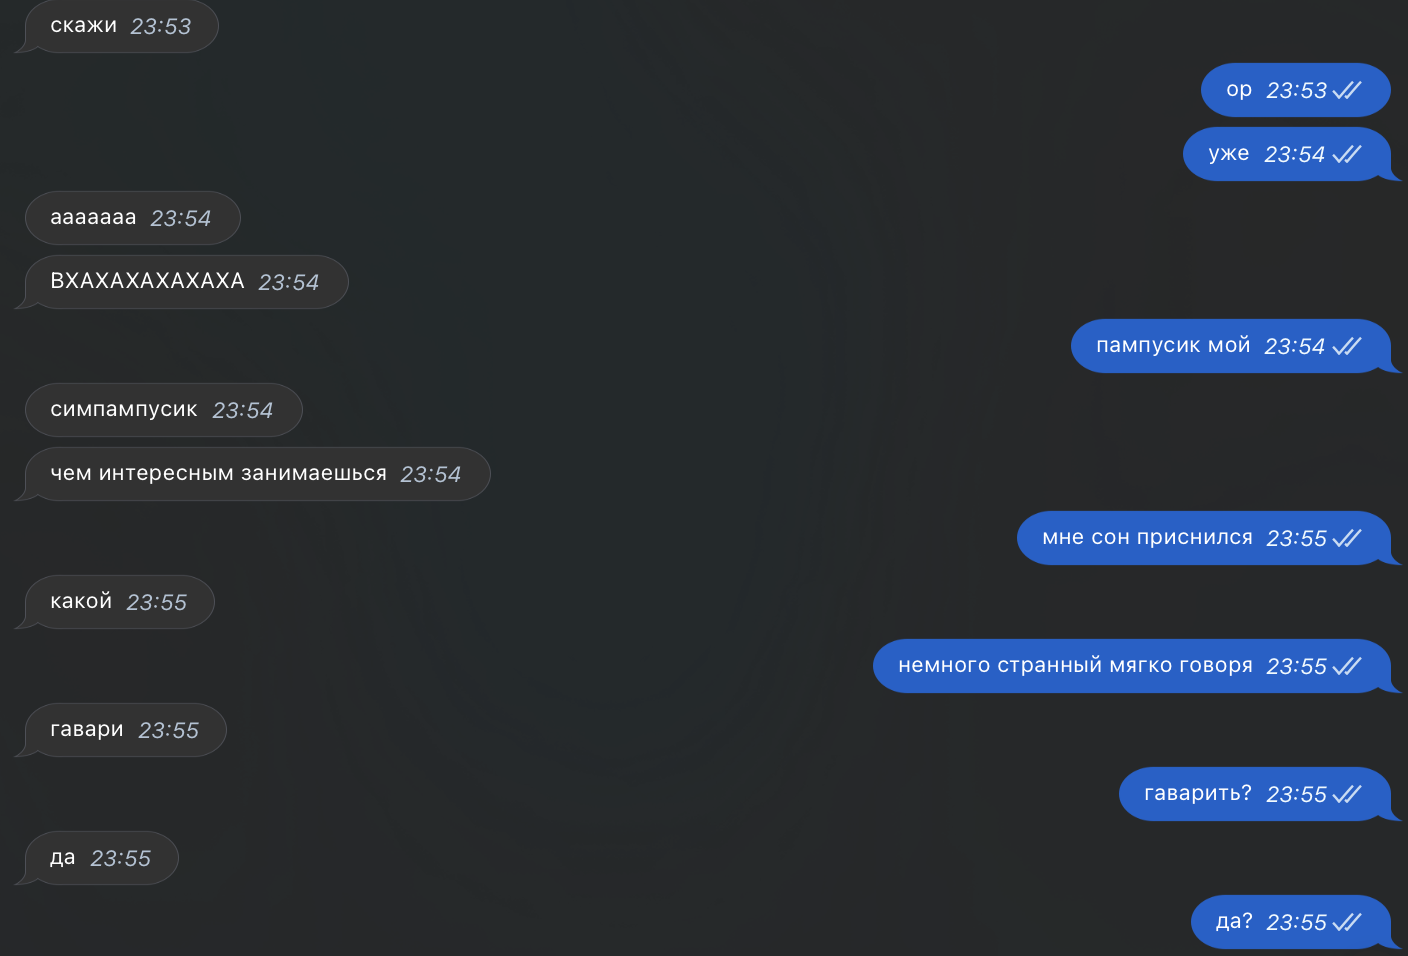 скажи 23:53
ор 23:53
уже 23:54
ааааааа 23:54
ВХАХАХАХАХАХА 23:54
пампусик мой 23:54
симпампусик 23:54
чем интересным занимаешься 23:54
мне сон приснился 23:55
какой 23:55
немного странный мягко говоря 23:55
гавари 23:55
гаварить? 23:55
да 23:55
да? 23:55